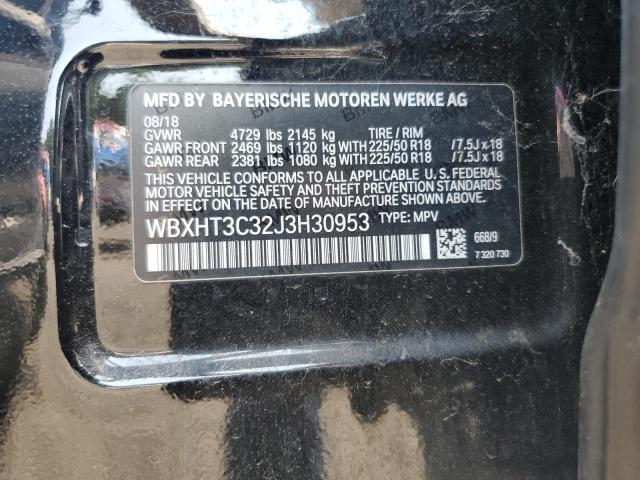 MFD BY BAYERISCHE MOTOREN WERKE AG
08/18
GVWR 4729 lbs 2145 kg TIRE / RIM
GAWR FRONT 2469 lbs 1120 kg WITH 225/50 R18 /7.5J x 18
GAWR REAR 2381 lbs 1080 kg WITH 225/50 R18 /7.5J x 18
THIS VEHICLE CONFORMS TO ALL APPLICABLE U. S. FEDERAL
MOTOR VEHICLE SAFETY AND THEFT PREVENTION
STANDARDS IN EFFECT ON THE DATE OF MANUFACTURE SHOWN ABOVE.
WBXHT3C32J3H30953 TYPE: MPV
668/9
7 320 730